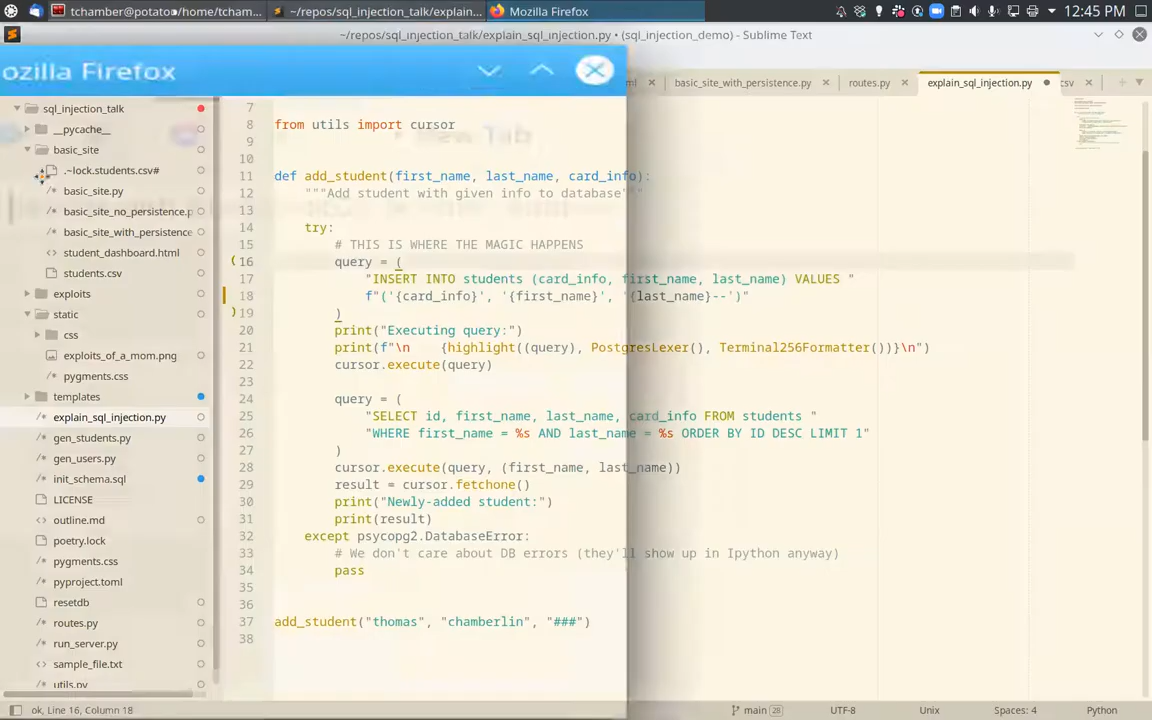 tchamber@potato:/home/tcham...
~/repos/sql_injection_talk/explain...
Mozilla Firefox
12:45 PM
~/repos/sql_injection_talk/explain_sql_injection.py • (sql_injection_demo) - Sublime Text
ozilla Firefox
basic_site_with_persistence.py
routes.py
explain_sql_injection.py
csv
New Tab
sql_injection_talk
__pycache__
basic_site
.~lock.students.csv#
basic_site.py
basic_site_no_persistence.p
basic_site_with_persistence
student_dashboard.html
students.csv
exploits
static
css
exploits_of_a_mom.png
pygments.css
templates
explain_sql_injection.py
gen_students.py
gen_users.py
init_schema.sql
LICENSE
outline.md
poetry.lock
pygments.css
pyproject.toml
resetdb
routes.py
run_server.py
sample_file.txt
utils.py
7
8 from utils import cursor
9
10
11 def add_student(first_name, last_name, card_info):
12 """Add student with given info to database"""
13
14 try:
15 # THIS IS WHERE THE MAGIC HAPPENS
16 query = (
17 "INSERT INTO students (card_info, first_name, last_name) VALUES "
18 f"('{card_info}', '{first_name}', '{last_name}--')"
19 )
20 print("Executing query:")
21 print(f"\n    {highlight((query), PostgresLexer(), Terminal256Formatter())}\n")
22 cursor.execute(query)
23
24 query = (
25 "SELECT id, first_name, last_name, card_info FROM students "
26 "WHERE first_name = %s AND last_name = %s ORDER BY ID DESC LIMIT 1"
27 )
28 cursor.execute(query, (first_name, last_name))
29 result = cursor.fetchone()
30 print("Newly-added student:")
31 print(result)
32 except psycopg2.DatabaseError:
33 # We don't care about DB errors (they'll show up in Ipython anyway)
34 pass
35
36
37 add_student("thomas", "chamberlin", "###")
38
ok, Line 16, Column 18
main 28
UTF-8
Unix
Spaces: 4
Python